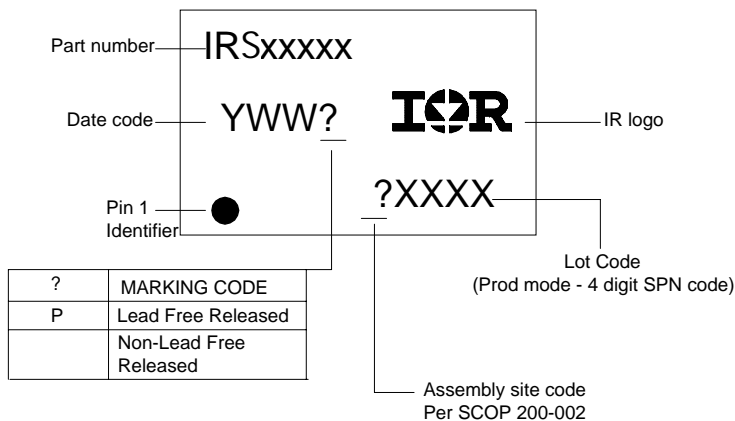 Part number
IRSxxxxx
Date code
YWW?
IOR
IR logo
?XXXX
Pin 1
Identifier
Lot Code
(Prod mode - 4 digit SPN code)
? MARKING CODE
P Lead Free Released
Non-Lead Free
Released
Assembly site code
Per SCOP 200-002